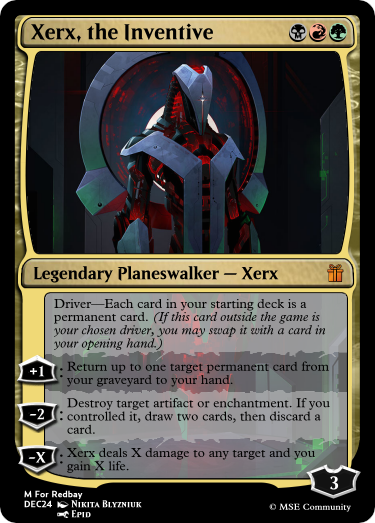 Xerx, the Inventive
Legendary Planeswalker — Xerx
Driver—Each card in your starting deck is a
permanent card. (If this card outside the game is
your chosen driver, you may swap it with a card in
your opening hand.)
+1 : Return up to one target permanent card from
your graveyard to your hand.
-2 : Destroy target artifact or enchantment. If you
controlled it, draw two cards, then discard a
card.
-X : Xerx deals X damage to any target and you
gain X life.
3
M For Redbay
DEC24 Nikita Blyzniuk
Epid
© MSE Community